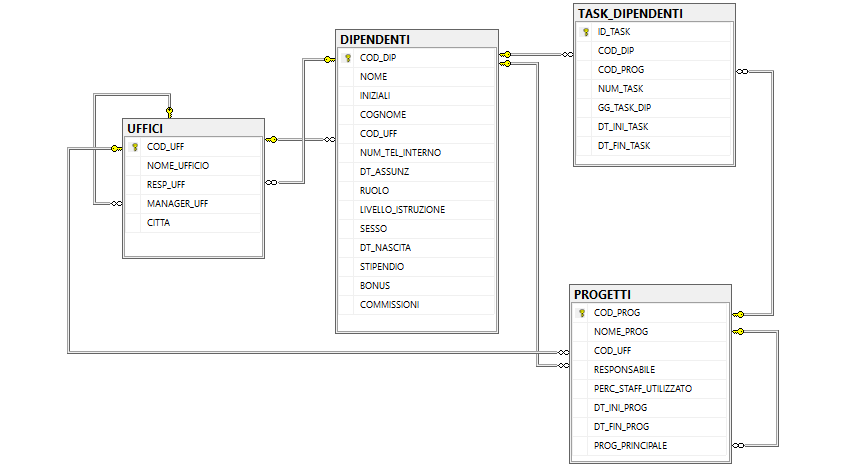 UFFICI
COD_UFF
NOME_UFFICIO
RESP_UFF
MANAGER_UFF
CITTA
DIPENDENTI
COD_DIP
NOME
INIZIALI
COGNOME
COD_UFF
NUM_TEL_INTERNO
DT_ASSUNZ
RUOLO
LIVELLO_ISTRUZIONE
SESSO
DT_NASCITA
STIPENDIO
BONUS
COMMISSIONI
TASK_DIPENDENTI
ID_TASK
COD_DIP
COD_PROG
NUM_TASK
GG_TASK_DIP
DT_INI_TASK
DT_FIN_TASK
PROGETTI
COD_PROG
NOME_PROG
COD_UFF
RESPONSABILE
PERC_STAFF_UTILIZZATO
DT_INI_PROG
DT_FIN_PROG
PROG_PRINCIPALE